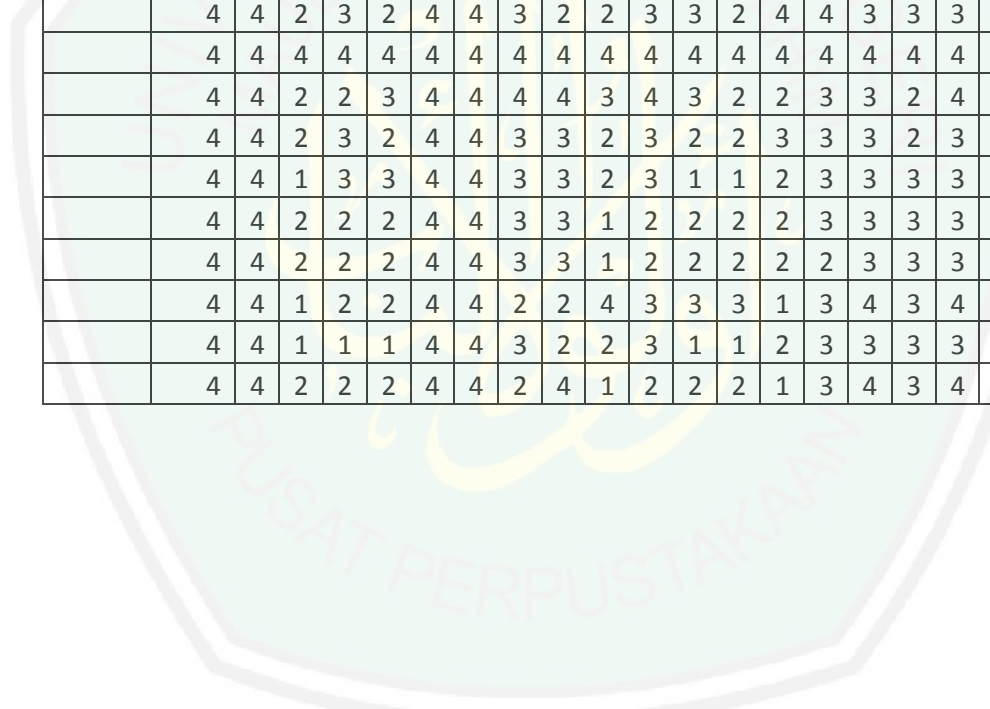 4 4 2 3 2 4 4 3 2 2 3 3 2 4 4 3 3 3
4 4 4 4 4 4 4 4 4 4 4 4 4 4 4 4 4 4
4 4 2 2 3 4 4 4 4 3 4 3 2 2 3 3 2 4
4 4 2 3 2 4 4 3 3 2 3 2 2 3 3 3 2 3
4 4 1 3 3 4 4 3 3 2 3 1 1 2 3 3 3 3
4 4 2 2 2 4 4 3 3 1 2 2 2 2 3 3 3 3
4 4 2 2 2 4 4 3 3 1 2 2 2 2 2 3 3 3
4 4 1 2 2 4 4 2 2 4 3 3 3 1 3 4 3 4
4 4 1 1 1 4 4 3 2 2 3 1 1 2 3 3 3 3
4 4 2 2 2 4 4 2 4 1 2 2 2 1 3 4 3 4
PUSAT PERPUSTAKAAN